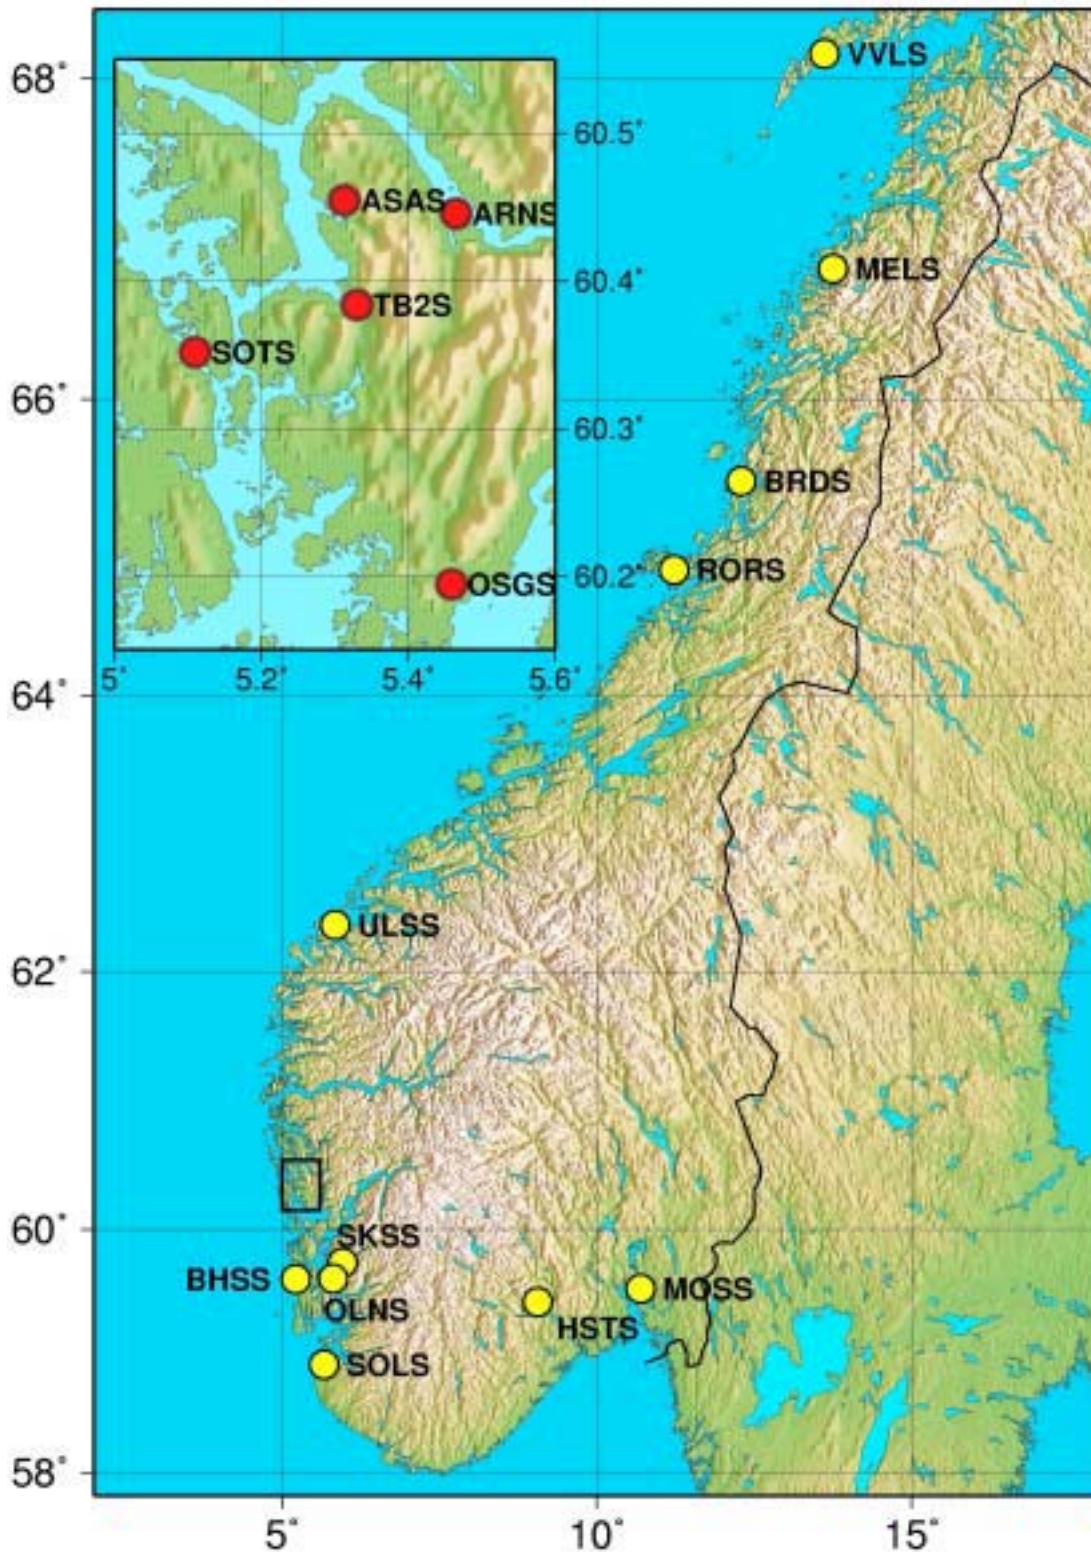 68°
VVLS
60.5°
ASAS
ARNS
MELS
60.4°
TB2S
SOTS
66°
60.3°
BRDS
60.2°
RORS
OSGS
5°
5.2°
5.4°
5.6°
64°
ULSS
62°
60°
SKSS
BHSS
OLNS
MOSS
HSTS
SOLS
58°
5°
10°
15°